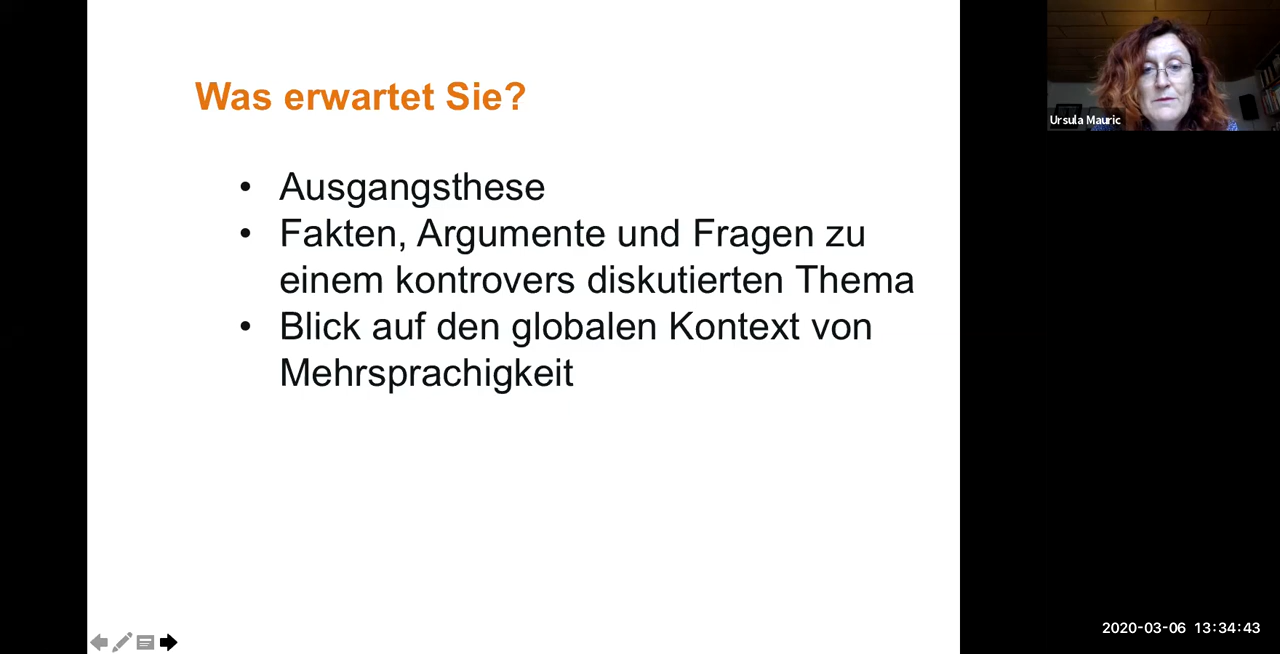 Was erwartet Sie?
• Ausgangsthese
• Fakten, Argumente und Fragen zu
einem kontrovers diskutierten Thema
• Blick auf den globalen Kontext von
Mehrsprachigkeit
Ursula Mauric
2020-03-06 13:34:43